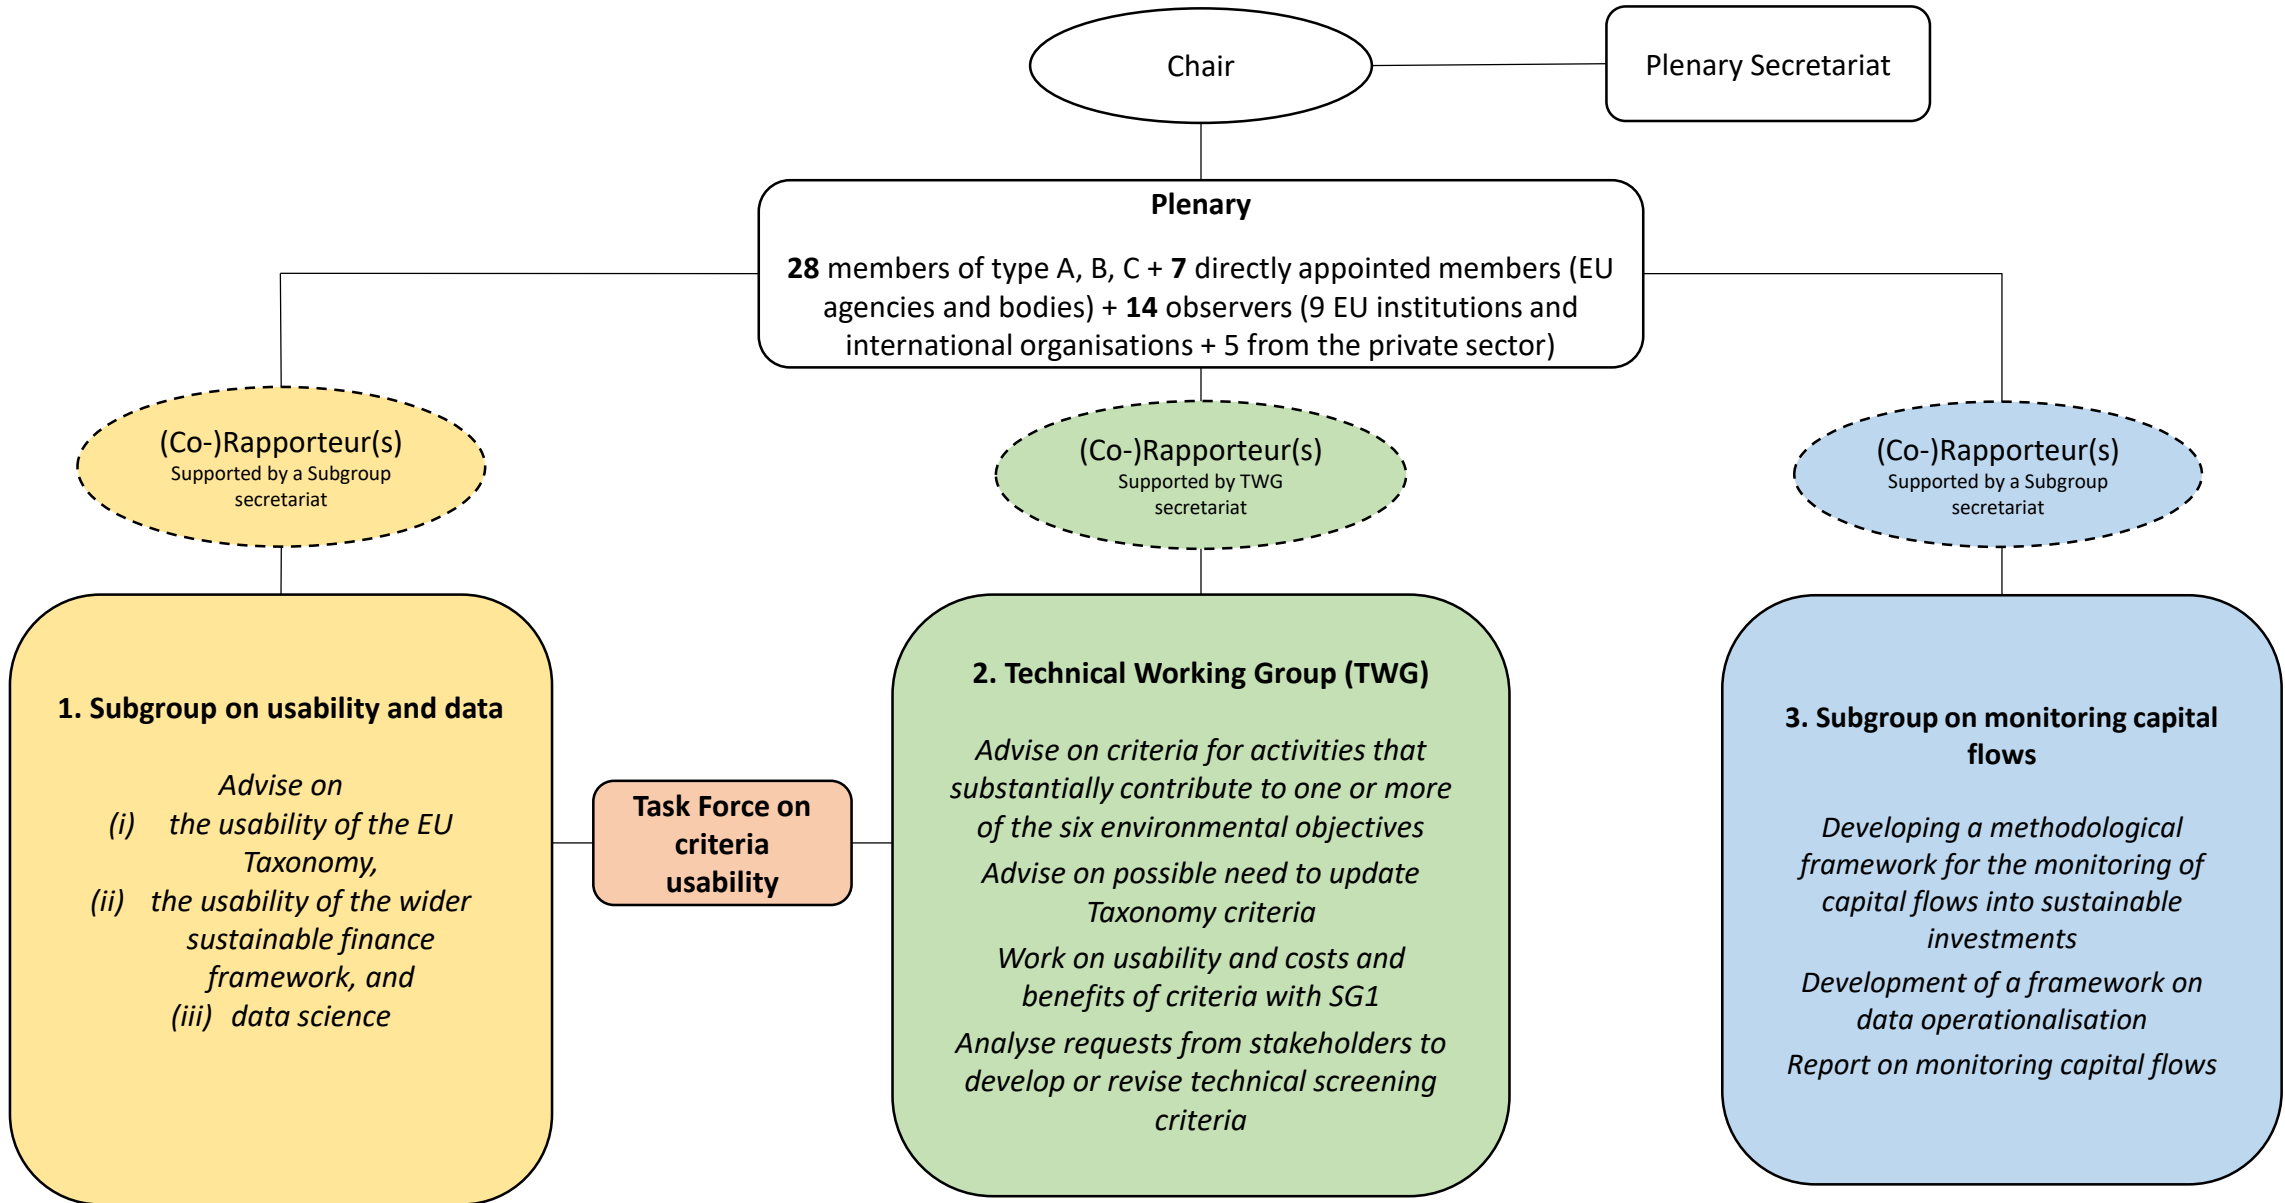 Chair
Plenary Secretariat
Plenary
28 members of type A, B, C + 7 directly appointed members (EU
agencies and bodies) + 14 observers (9 EU institutions and
international organisations + 5 from the private sector)
(Co-)Rapporteur(s)
Supported by a Subgroup
secretariat
(Co-)Rapporteur(s)
Supported by TWG
secretariat
(Co-)Rapporteur(s)
Supported by a Subgroup
secretariat
1. Subgroup on usability and data
Advise on
(i) the usability of the EU
Taxonomy,
(ii) the usability of the wider
sustainable finance
framework, and
(iii) data science
Task Force on
criteria
usability
2. Technical Working Group (TWG)
Advise on criteria for activities that
substantially contribute to one or more
of the six environmental objectives
Advise on possible need to update
Taxonomy criteria
Work on usability and costs and
benefits of criteria with SG1
Analyse requests from stakeholders to
develop or revise technical screening
criteria
3. Subgroup on monitoring capital
flows
Developing a methodological
framework for the monitoring of
capital flows into sustainable
investments
Development of a framework on
data operationalisation
Report on monitoring capital flows